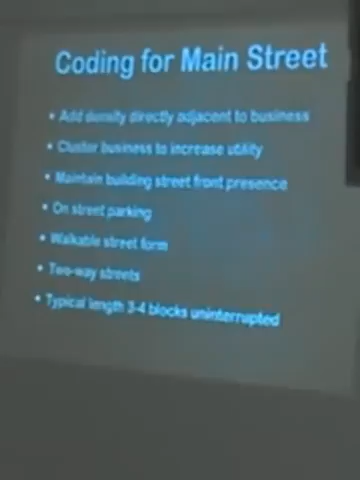 Coding for Main Street
• Add density directly adjacent to business
• Cluster business to increase utility
• Maintain building street front presence
• On street parking
• Walkable street form
• Two-way streets
• Typical length 3-4 blocks uninterrupted